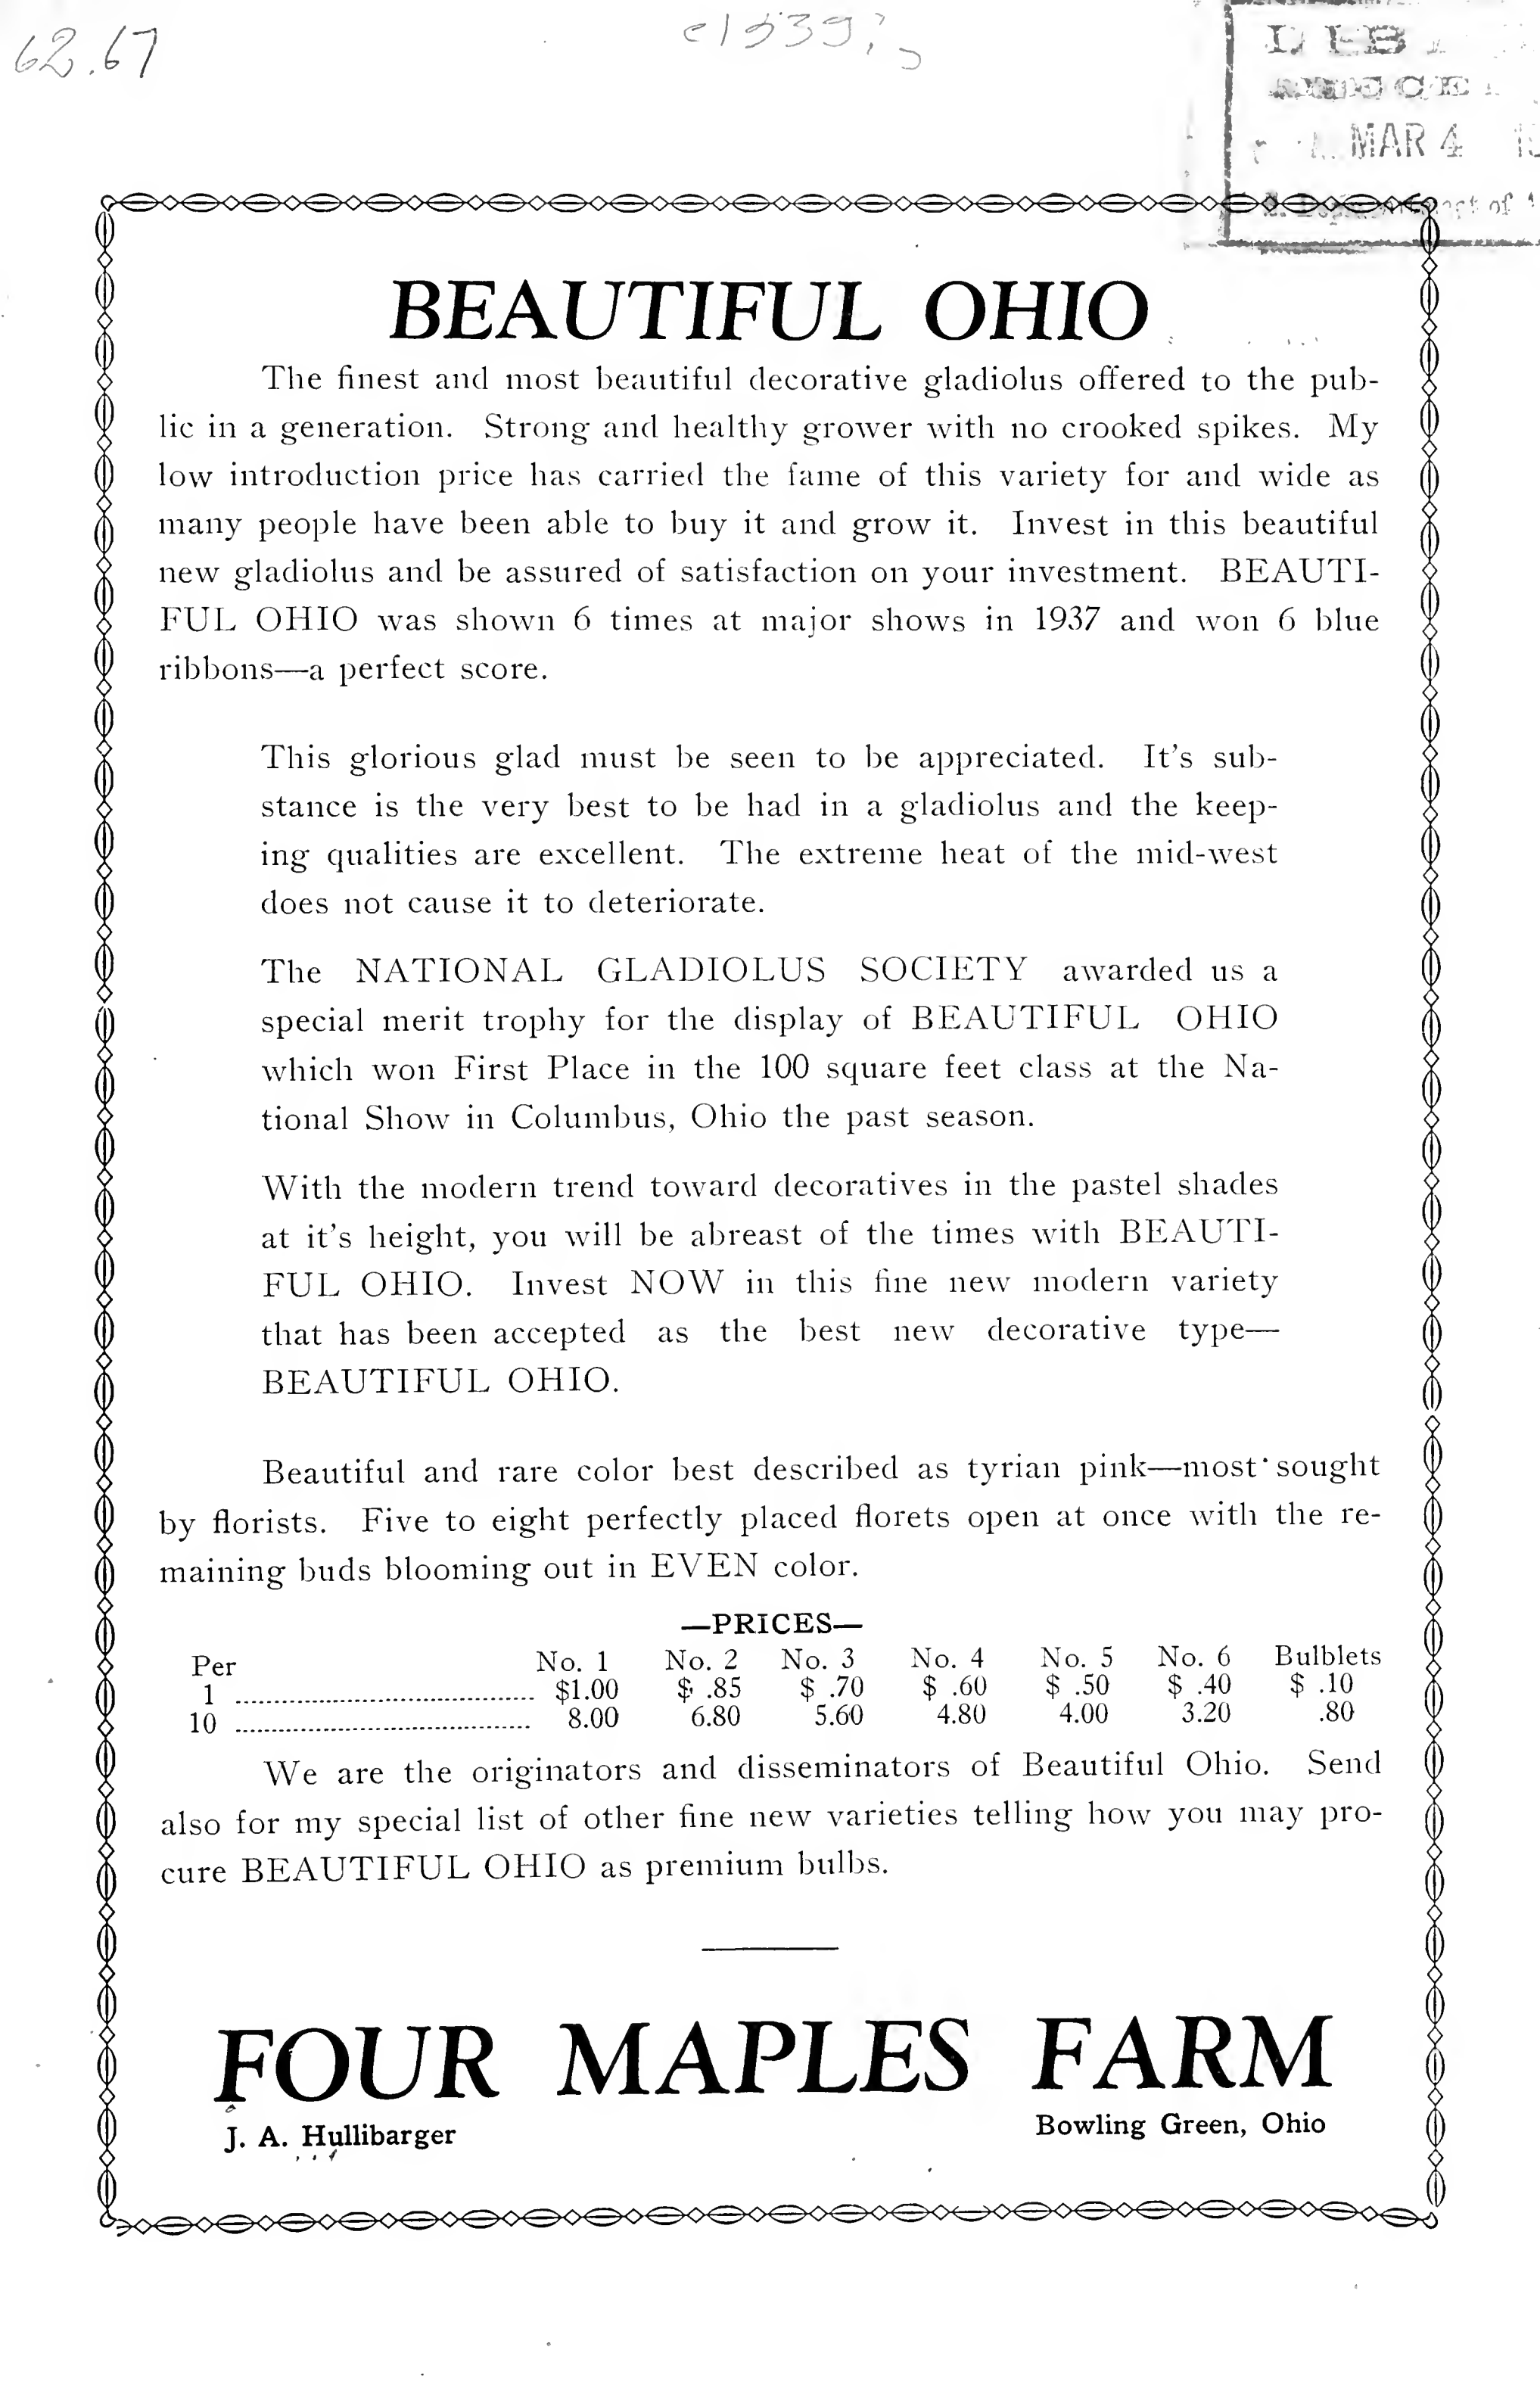 62.67
MAR 4
BEAUTIFUL OHIO
The finest and most beautiful decorative gladiolus offered to the pub-
lic in a generation. Strong and healthy grower with no crooked spikes. My
low introduction price has carried the fame of this variety for and wide as
many people have been able to buy it and grow it. Invest in this beautiful
new gladiolus and be assured of satisfaction on your investment. BEAUTI-
FUL OHIO was shown 6 times at major shows in 1937 and won 6 blue
ribbons—a perfect score.
This glorious glad must be seen to be appreciated. It's sub-
stance is the very best to be had in a gladiolus and the keep-
ing qualities are excellent. The extreme heat of the mid-west
does not cause it to deteriorate.
The NATIONAL GLADIOLUS SOCIETY awarded us a
special merit trophy for the display of BEAUTIFUL OHIO
which won First Place in the 100 square feet class at the Na-
tional Show in Columbus, Ohio the past season.
With the modern trend toward decoratives in the pastel shades
at it's height, you will be abreast of the times with BEAUTI-
FUL OHIO. Invest NOW in this fine new modern variety
that has been accepted as the best new decorative type—
BEAUTIFUL OHIO.
Beautiful and rare color best described as tyrian pink—most sought
by florists. Five to eight perfectly placed florets open at once with the re-
maining buds blooming out in EVEN color.
—PRICES—
Per No. 1 No. 2 No. 3 No. 4 No. 5 No. 6 Bulblets
1 ........ $1.00 $ .85 $ .70 $ .60 $ .50 $ .40 $ .10
10 ........ 8.00 6.80 5.60 4.80 4.00 3.20 .80
We are the originators and disseminators of Beautiful Ohio. Send
also for my special list of other fine new varieties telling how you may pro-
cure BEAUTIFUL OHIO as premium bulbs.
FOUR MAPLES FARM
J. A. Hullibarger Bowling Green, Ohio